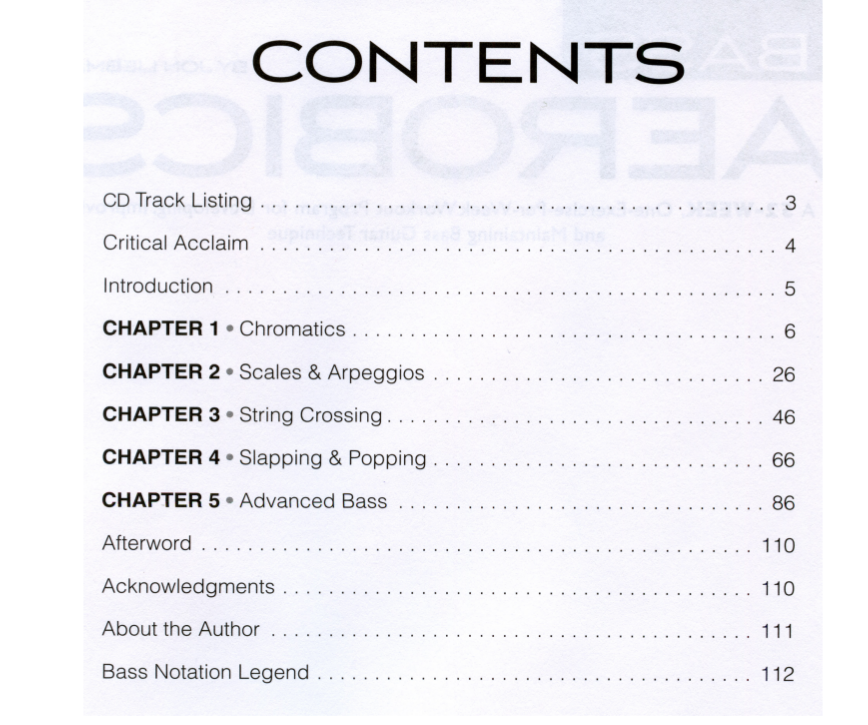 CONTENTS
CD Track Listing . . . . . . . . . . . . . . . . . . . . . . . . . . . . . . 3
Critical Acclaim . . . . . . . . . . . . . . . . . . . . . . . . . . . . . . 4
Introduction . . . . . . . . . . . . . . . . . . . . . . . . . . . . . . 5
CHAPTER 1 • Chromatics . . . . . . . . . . . . . . . . . . . . . . . . . . . . . . 6
CHAPTER 2 • Scales & Arpeggios . . . . . . . . . . . . . . . . . . . . . . . . . . . . . . 26
CHAPTER 3 • String Crossing . . . . . . . . . . . . . . . . . . . . . . . . . . . . . . 46
CHAPTER 4 • Slapping & Popping . . . . . . . . . . . . . . . . . . . . . . . . . . . . . . 66
CHAPTER 5 • Advanced Bass . . . . . . . . . . . . . . . . . . . . . . . . . . . . . . 86
Afterword . . . . . . . . . . . . . . . . . . . . . . . . . . . . . . 110
Acknowledgments . . . . . . . . . . . . . . . . . . . . . . . . . . . . . . 110
About the Author . . . . . . . . . . . . . . . . . . . . . . . . . . . . . . 111
Bass Notation Legend . . . . . . . . . . . . . . . . . . . . . . . . . . . . . . 112